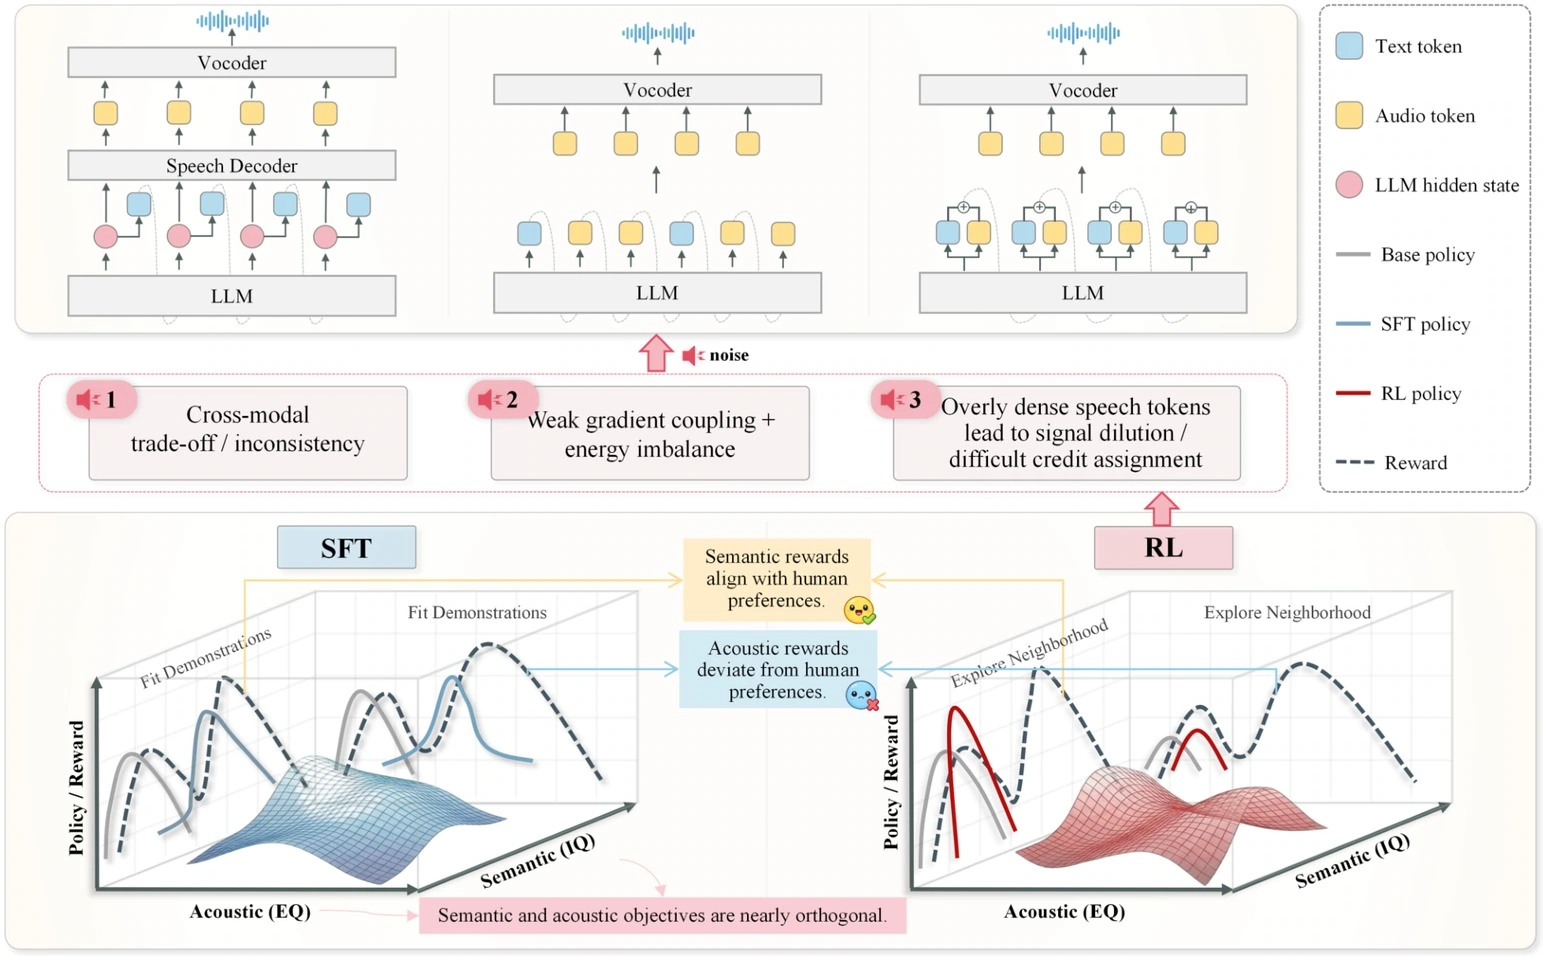 Vocoder
Speech Decoder
LLM
Vocoder
LLM
Vocoder
LLM
Text token
Audio token
LLM hidden state
Base policy
SFT policy
RL policy
Reward
noise
1
Cross-modal
trade-off / inconsistency
2
Weak gradient coupling +
energy imbalance
3
Overly dense speech tokens
lead to signal dilution /
difficult credit assignment
SFT
Fit Demonstrations
Fit Demonstrations
Policy / Reward
Acoustic (EQ)
Semantic (IQ)
Semantic rewards
align with human
preferences.
Acoustic rewards
deviate from human
preferences.
Semantic and acoustic objectives are nearly orthogonal.
RL
Explore Neighborhood
Explore Neighborhood
Policy / Reward
Acoustic (EQ)
Semantic (IQ)